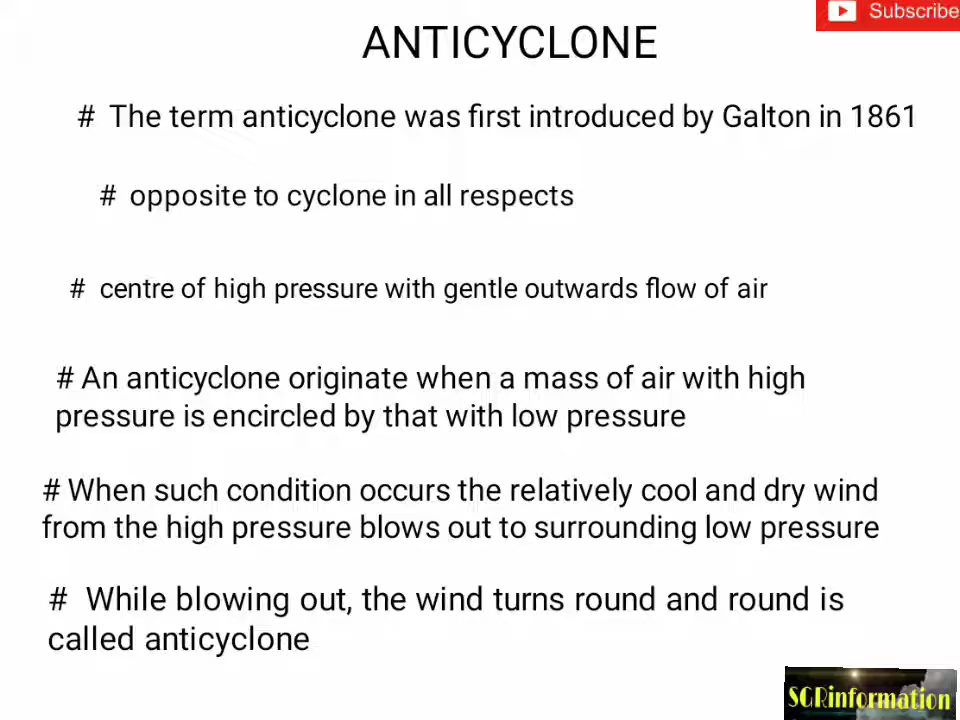 Subscribe
ANTICYCLONE
# The term anticyclone was first introduced by Galton in 1861
# opposite to cyclone in all respects
# centre of high pressure with gentle outwards flow of air
# An anticyclone originate when a mass of air with high
pressure is encircled by that with low pressure
# When such condition occurs the relatively cool and dry wind
from the high pressure blows out to surrounding low pressure
# While blowing out, the wind turns round and round is
called anticyclone
SGRinformation